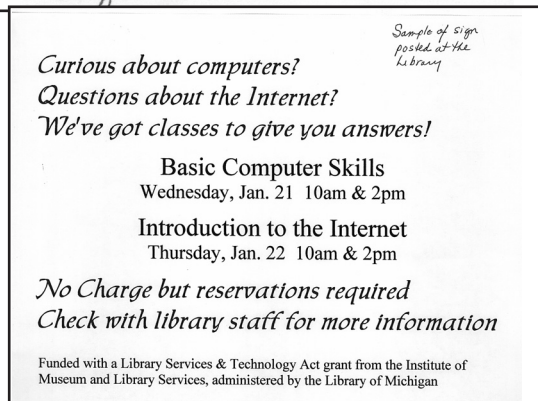 Sample of sign
posted at the
Library
Curious about computers?
Questions about the Internet?
We've got classes to give you answers!
Basic Computer Skills
Wednesday, Jan. 21 10am & 2pm
Introduction to the Internet
Thursday, Jan. 22 10am & 2pm
No Charge but reservations required
Check with library staff for more information
Funded with a Library Services & Technology Act grant from the Institute of
Museum and Library Services, administered by the Library of Michigan